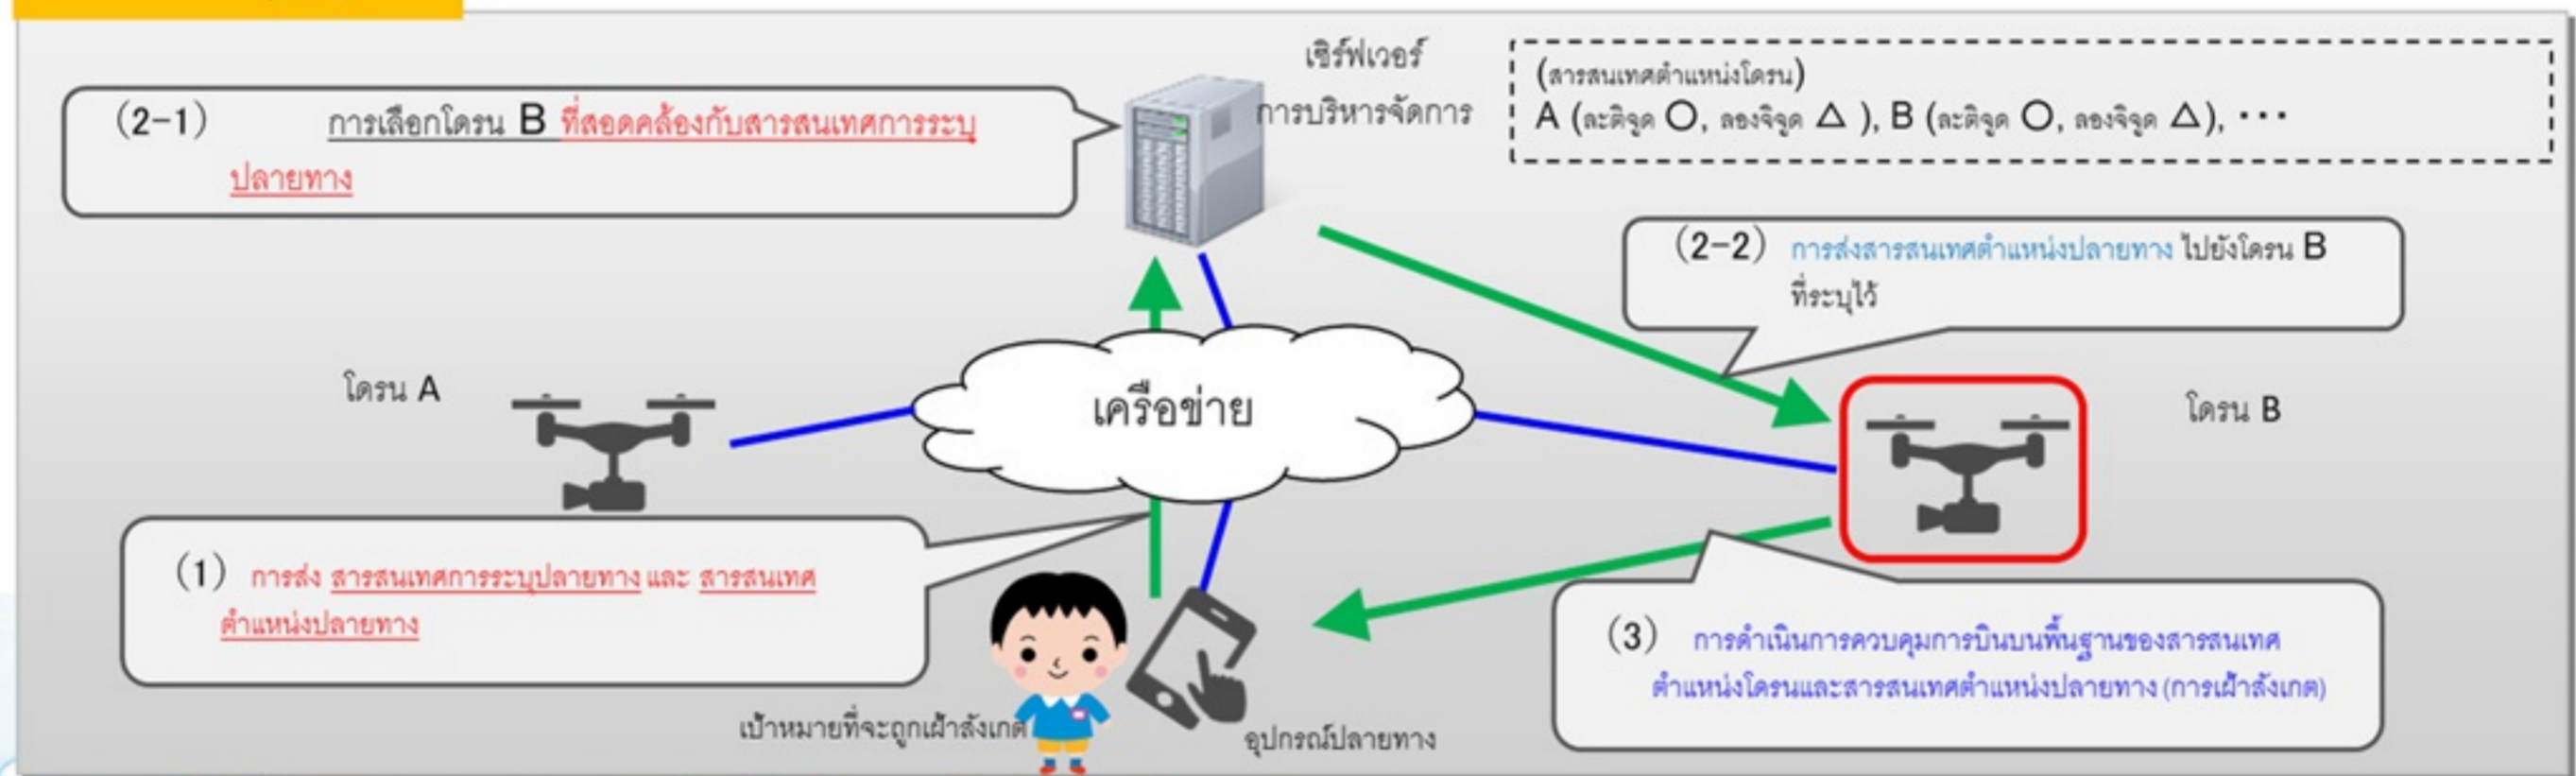 เซิร์ฟเวอร์
การบริหารจัดการ
(สารสนเทศตำแหน่งโดรน)
A (ละติจูด ○, ลองจิจูด △ ), B (ละติจูด ○, ลองจิจูด △), ･･･
(2-1) การเลือกโดรน B ที่สอดคล้องกับสารสนเทศการระบุ
ปลายทาง
(2-2) การส่งสารสนเทศตำแหน่งปลายทาง ไปยังโดรน B
ที่ระบุไว้
โดรน A
เครือข่าย
โดรน B
(1) การส่ง สารสนเทศการระบุปลายทาง และ สารสนเทศ
ตำแหน่งปลายทาง
(3) การดำเนินการควบคุมการบินบนพื้นฐานของสารสนเทศ
ตำแหน่งโดรนและสารสนเทศตำแหน่งปลายทาง (การเฝ้าสังเกต)
เป้าหมายที่จะถูกเฝ้าสังเกต
อุปกรณ์ปลายทาง